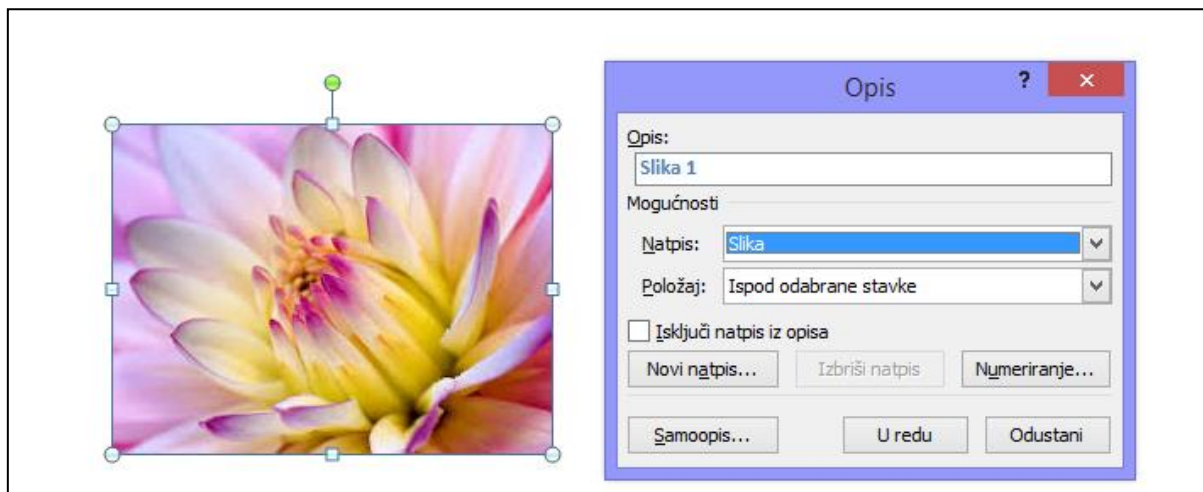 Opis ?
Opis:
Slika 1
Mogućnosti
Natpis: Slika
Položaj: Ispod odabrane stavke
Isključi natpis iz opisa
Novi natpis... Izbriši natpis Numeriranje...
Samoopis... U redu Odustani